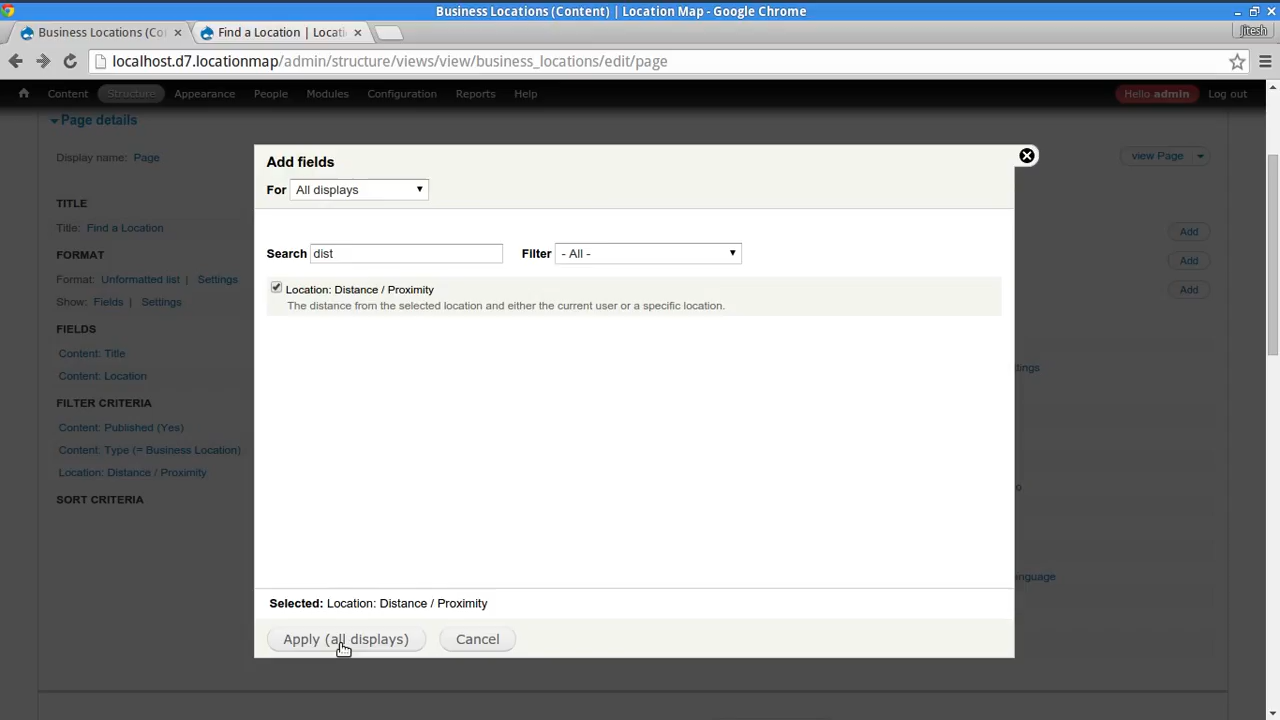 Business Locations (Content) | Location Map - Google Chrome
Business Locations (Co
Find a Location | Locati
jitesh
localhost.d7.locationmap/admin/structure/views/view/business_locations/edit/page
Content Structure Appearance People Modules Configuration Reports Help Hello admin Log out
Page details
Display name: Page
view Page
TITLE
Title: Find a Location
FORMAT
Format: Unformatted list | Settings
Show: Fields | Settings
FIELDS
Content: Title
Content: Location
FILTER CRITERIA
Content: Published (Yes)
Content: Type (= Business Location)
Location: Distance / Proximity
SORT CRITERIA
Add fields
For All displays
Search dist Filter - All -
Location: Distance / Proximity
The distance from the selected location and either the current user or a specific location.
Selected: Location: Distance / Proximity
Apply (all displays) Cancel
Add
Add
Add